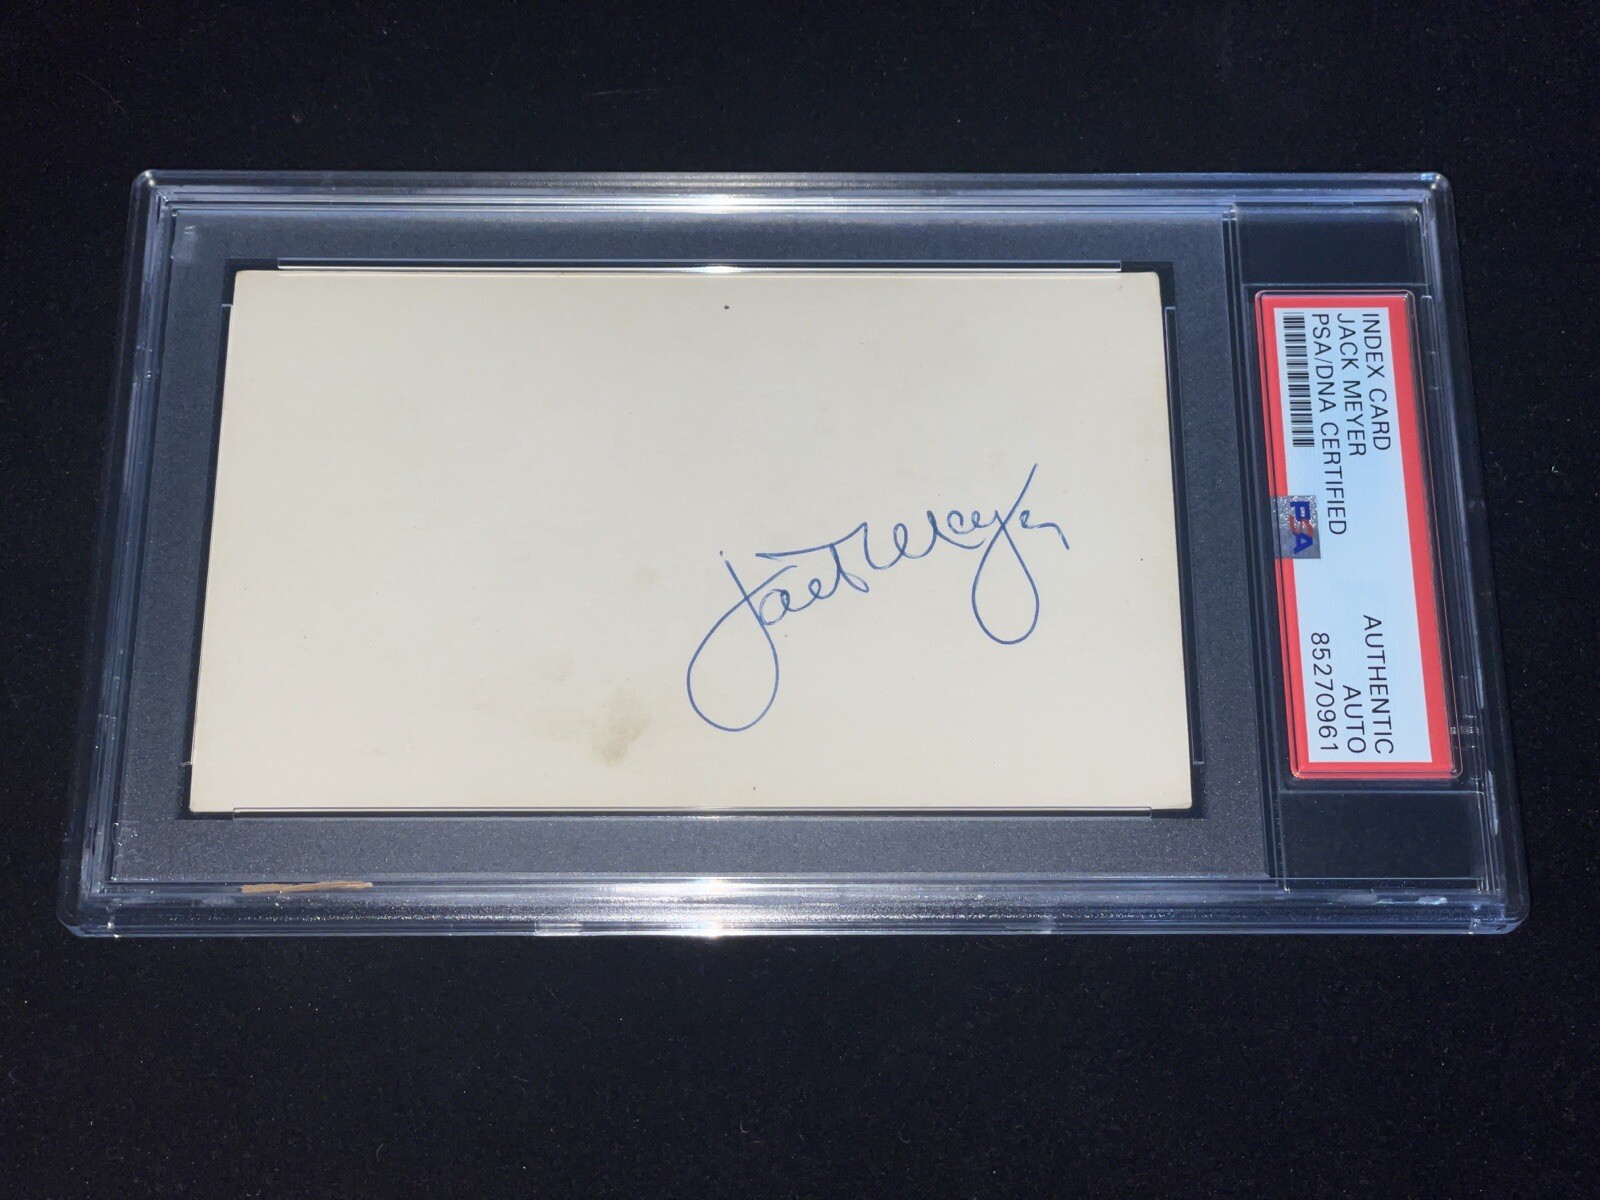 Jack Meyer
INDEX CARD
JACK MEYER
PSA/DNA CERTIFIED
PSA
AUTHENTIC
AUTO
85270961